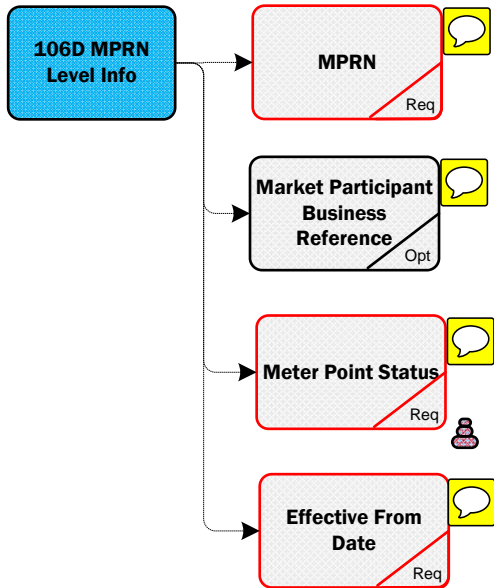 106D MPRN
Level Info
MPRN
Req
Market Participant
Business
Reference
Opt
Meter Point Status
Req
Effective From
Date
Req